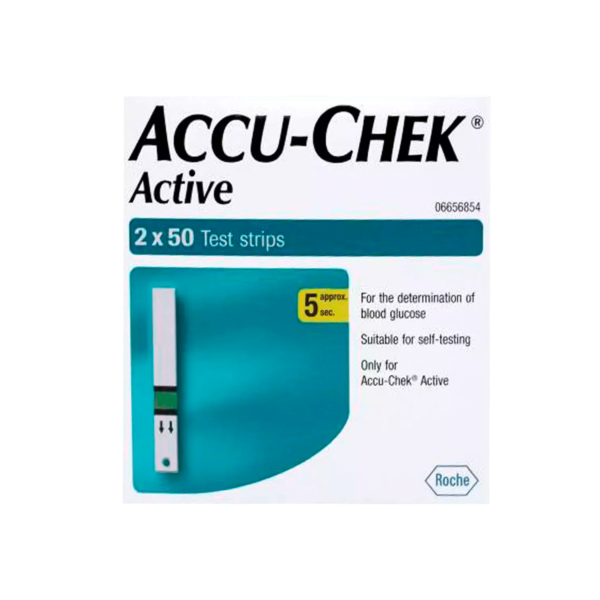 ACCU-CHEK®
Active
06656854
2 x 50 Test strips
5 approx. sec.
For the determination of
blood glucose
Suitable for self-testing
Only for
Accu-Chek® Active
Roche